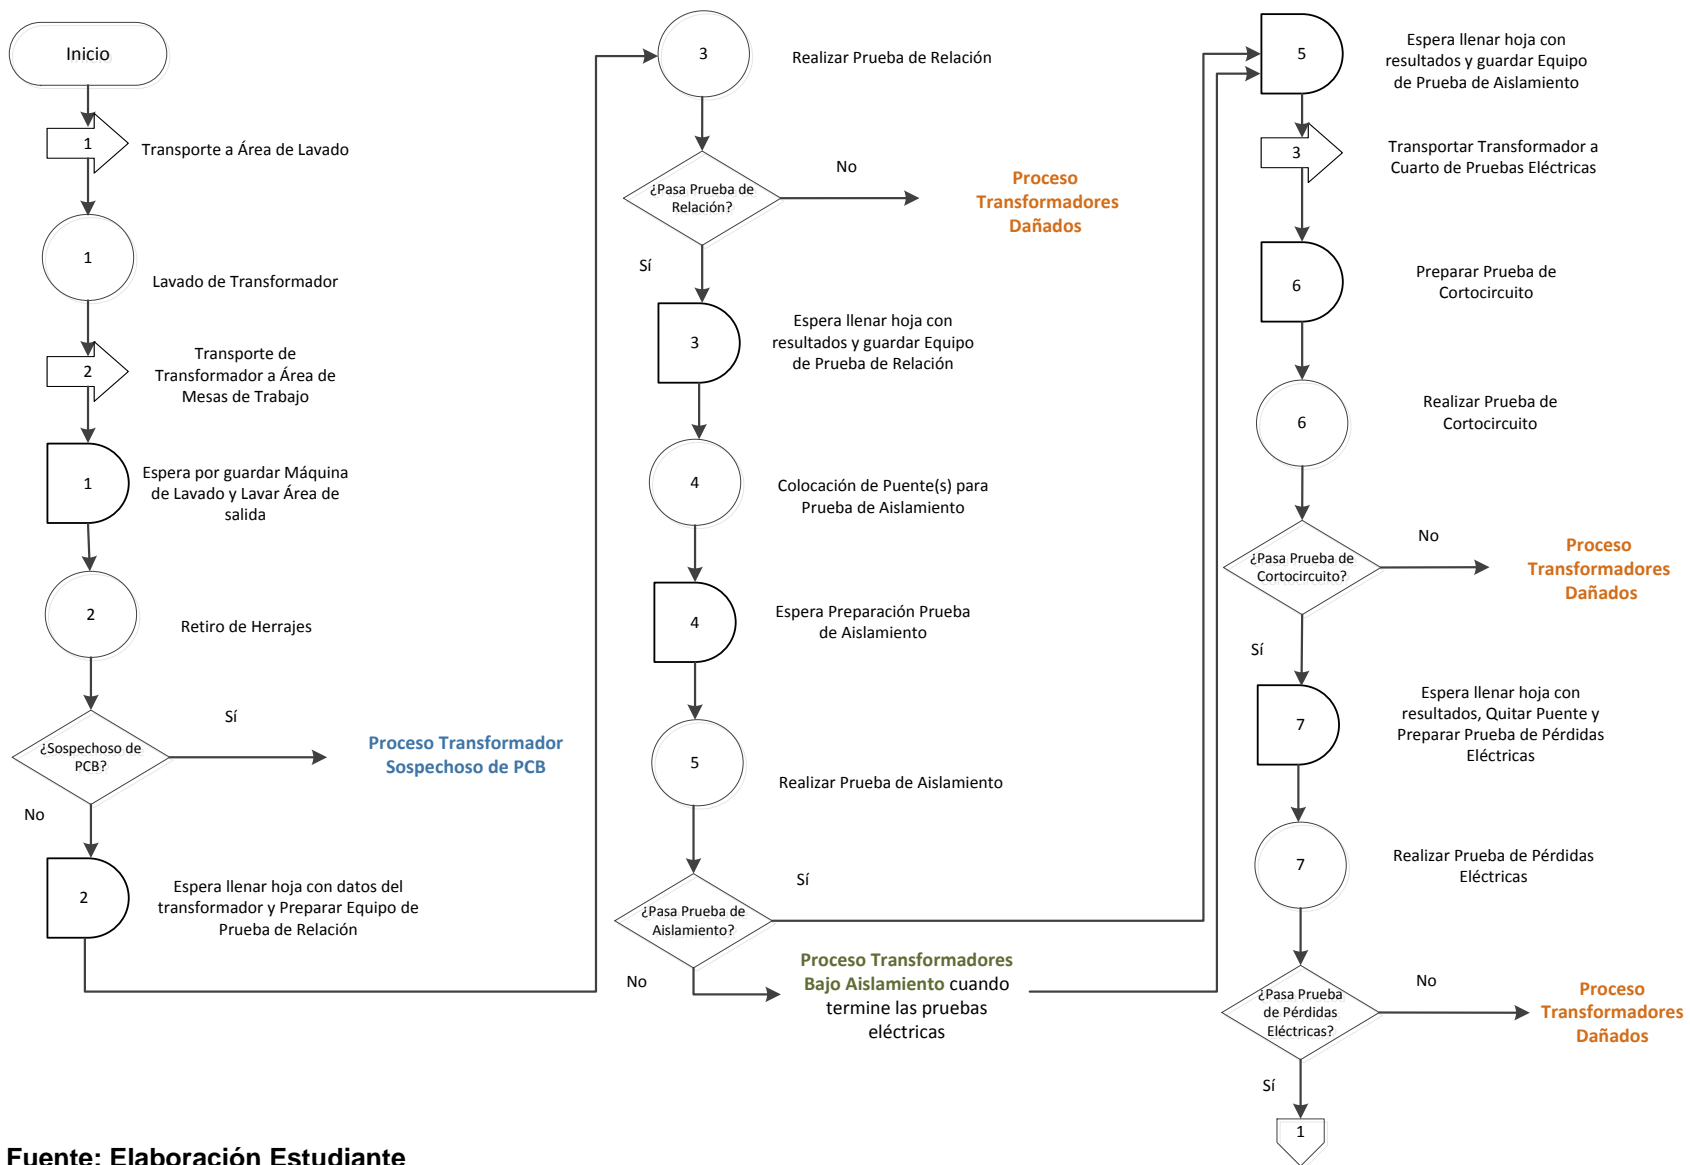 Inicio
1
Transporte a Área de Lavado
1
Lavado de Transformador
2
Transporte de
Transformador a Área de
Mesas de Trabajo
1
Espera por guardar Máquina
de Lavado y Lavar Área de
salida
2
Retiro de Herrajes
¿Sospechoso de
PCB?
Sí
Proceso Transformador
Sospechoso de PCB
No
2
Espera llenar hoja con datos del
transformador y Preparar Equipo de
Prueba de Relación
3
Realizar Prueba de Relación
¿Pasa Prueba de
Relación?
No
Proceso
Transformadores
Dañados
Sí
3
Espera llenar hoja con
resultados y guardar Equipo
de Prueba de Relación
4
Colocación de Puente(s) para
Prueba de Aislamiento
4
Espera Preparación Prueba
de Aislamiento
5
Realizar Prueba de Aislamiento
¿Pasa Prueba de
Aislamiento?
Sí
No
Proceso Transformadores
Bajo Aislamiento cuando
termine las pruebas
eléctricas
5
Espera llenar hoja con
resultados y guardar Equipo
de Prueba de Aislamiento
3
Transportar Transformador a
Cuarto de Pruebas Eléctricas
6
Preparar Prueba de
Cortocircuito
6
Realizar Prueba de
Cortocircuito
¿Pasa Prueba de
Cortocircuito?
No
Proceso
Transformadores
Dañados
Sí
7
Espera llenar hoja con
resultados, Quitar Puente y
Preparar Prueba de Pérdidas
Eléctricas
7
Realizar Prueba de Pérdidas
Eléctricas
¿Pasa Prueba
de Pérdidas
Eléctricas?
No
Proceso
Transformadores
Dañados
Sí
1
Fuente: Elaboración Estudiante